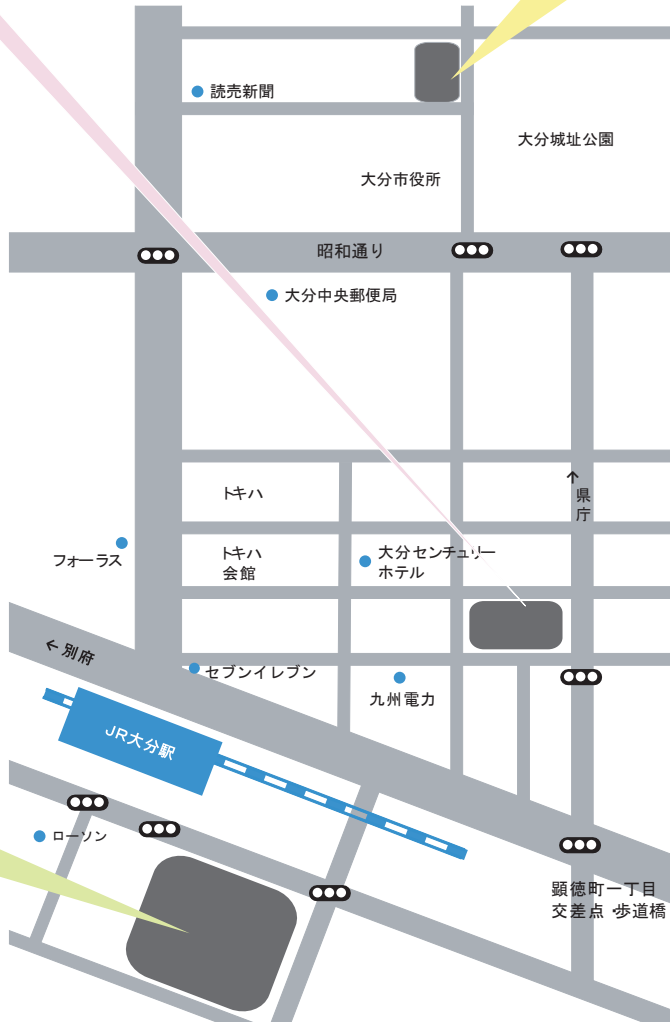 読売新聞
大分城址公園
大分市役所
昭和通り
大分中央郵便局
トキハ
↑
県
庁
フォーラス
トキハ
会館
大分センチュリー
ホテル
←別府
セブンイレブン
九州電力
JR大分駅
ローソン
顕徳町一丁目
交差点・歩道橋